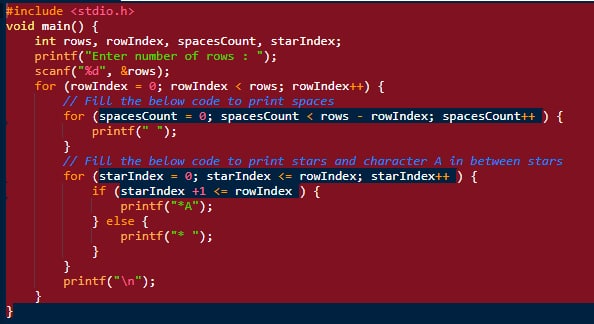 #include <stdio.h>
void main() {
    int rows, rowIndex, spacesCount, starIndex;
    printf("Enter number of rows : ");
    scanf("%d", &rows);
    for (rowIndex = 0; rowIndex < rows; rowIndex++) {
        // Fill the below code to print spaces
        for (spacesCount = 0; spacesCount < rows - rowIndex; spacesCount++ ) {
            printf(" ");
        }
        // Fill the below code to print stars and character A in between stars
        for (starIndex = 0; starIndex <= rowIndex; starIndex++ ) {
            if (starIndex +1 <= rowIndex ) {
                printf("*A");
            } else {
                printf("* ");
            }
        }
        printf("\n");
    }
}